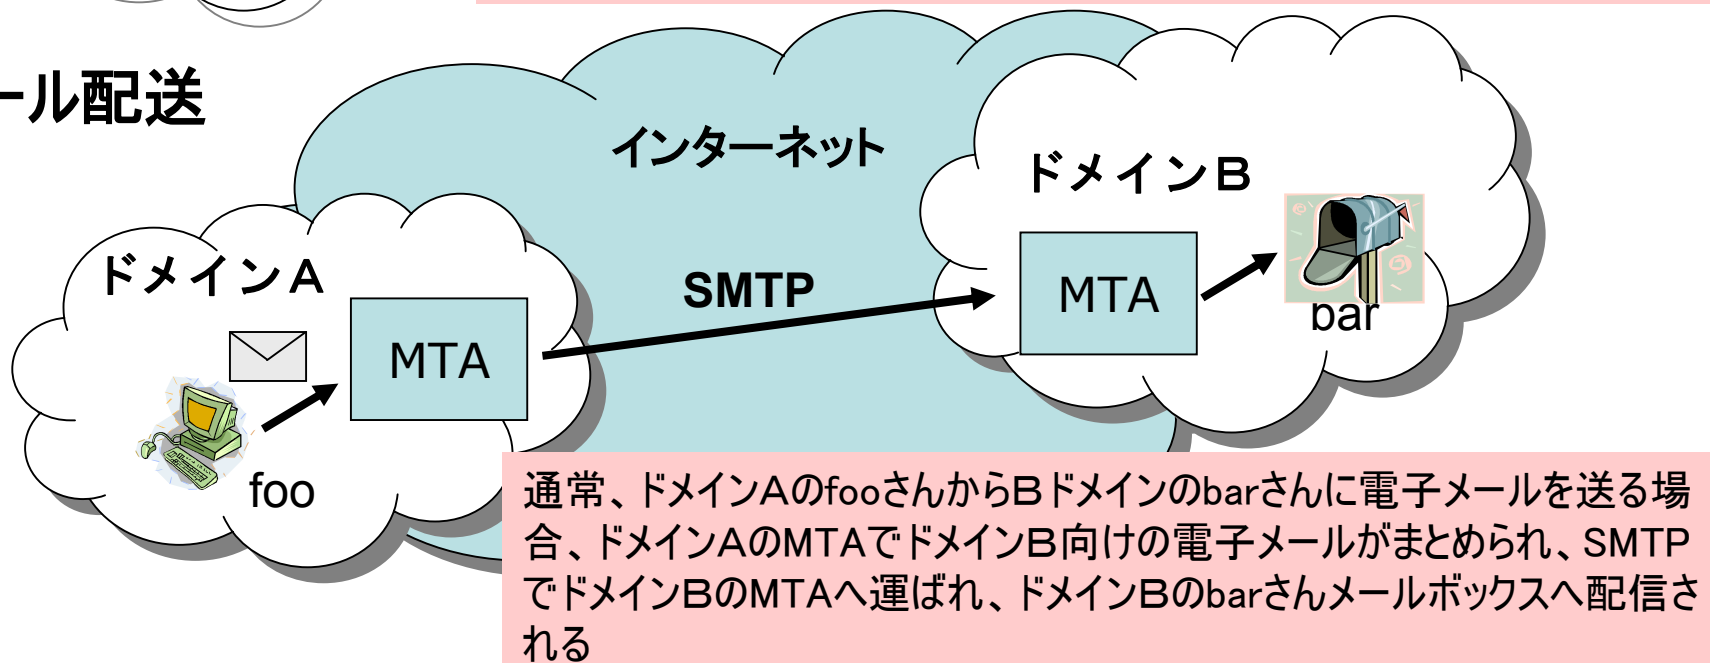 ール配送
インターネット
ドメインB
ドメインA
SMTP
MTA
MTA
bar
foo
通常、ドメインAのfooさんからBドメインのbarさんに電子メールを送る場
合、ドメインAのMTAでドメインB向けの電子メールがまとめられ、SMTP
でドメインBのMTAへ運ばれ、ドメインBのbarさんメールボックスへ配信さ
れる